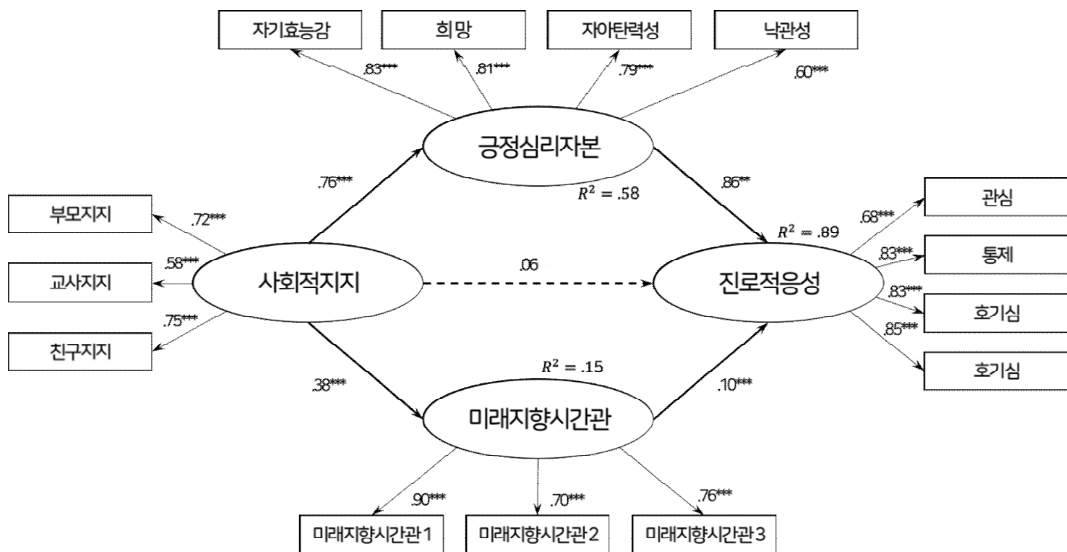 자기효능감
희망
자아탄력성
낙관성
.83***
.81***
.79***
.60***
긍정심리자본
R² = .58
.76***
.86**
부모지지
교사지지
친구지지
.72***
.58***
.75***
사회적지지
.06
R² = .89
진로적응성
.68***
.83***
.83***
.85***
관심
통제
호기심
호기심
.38***
R² = .15
.10***
미래지향시간관
.90***
.70***
.76***
미래지향시간관 1
미래지향시간관 2
미래지향시간관 3